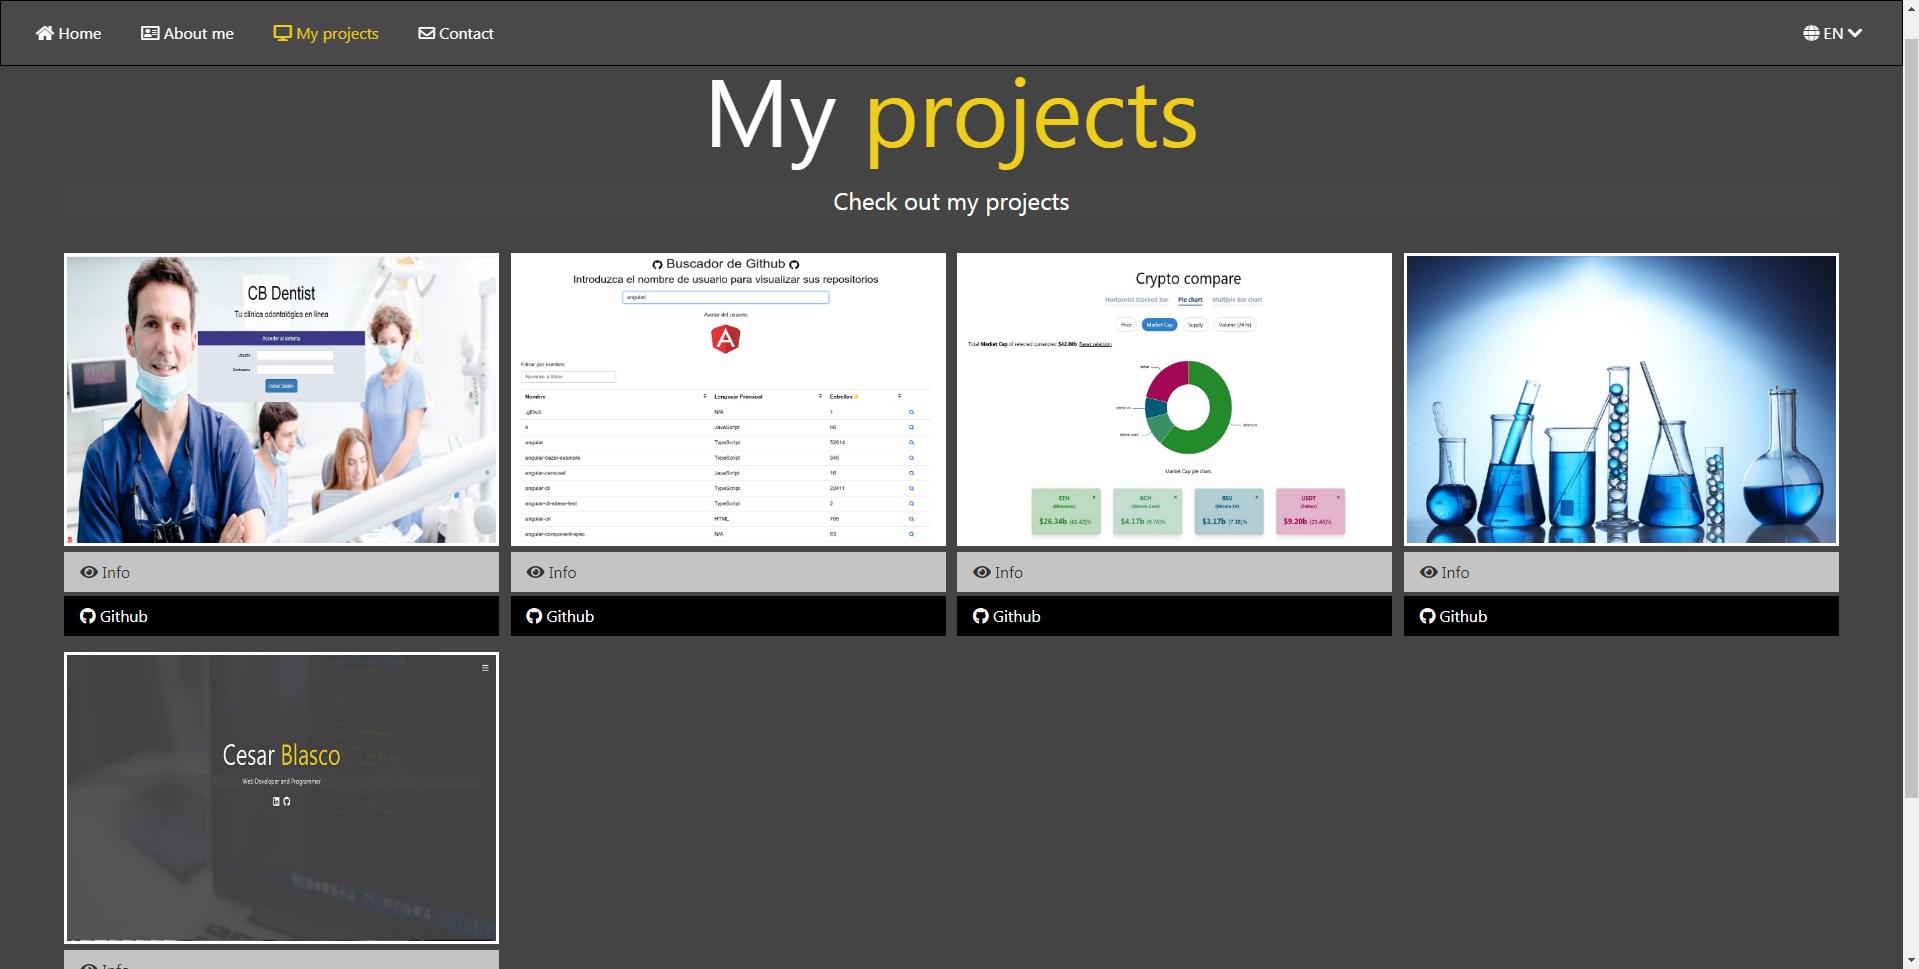 Home
About me
My projects
Contact
EN
My projects
Check out my projects
CB Dentist
Tu clínica odontológica en línea
Acceder al sistema
Usuario
Contraseña
Iniciar Sesión
Info
Github
Buscador de Github
Introduzca el nombre de usuario para visualizar sus repositorios
angular
Avatar del usuario
Filtrar por nombre:
Nombre a filtrar
Nombre Lenguaje Principal Estrellas
.github N/A 1
JavaScript
angular TypeScript 52614
angular-bazel-example TypeScript 346
angular-carousel JavaScript 16
angular-cli TypeScript 22411
angular-cli-stress-test TypeScript 2
angular-cn HTML 706
angular-component-spec N/A 63
Info
Github
Crypto compare
Horizontal Stacked Bar Pie chart Multiple Bar chart
Price Market Cap Supply Volume (24 hr)
Total Market Cap of selected currencies: $42.88b Reset selection
Market Cap pie chart.
ETH
(Ethereum)
$26.34b (61.42)%
BCH
(Bitcoin Cash)
$4.17b (9.74)%
BSV
(Bitcoin SV)
$3.17b (7.38)%
USDT
(Tether)
$9.20b (21.46)%
Info
Github
Info
Github
Cesar Blasco
Web Developer and Programmer
Info